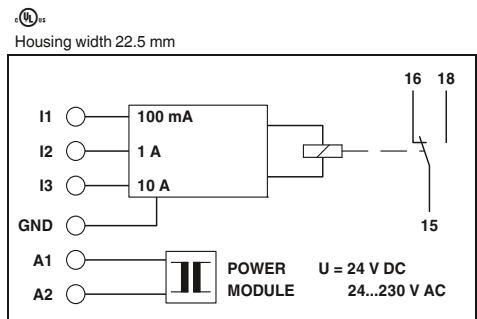 c UL us
Housing width 22.5 mm
16 18
I1 100 mA
I2 1 A
I3 10 A
GND
15
A1
A2
POWER U = 24 V DC
MODULE 24...230 V AC